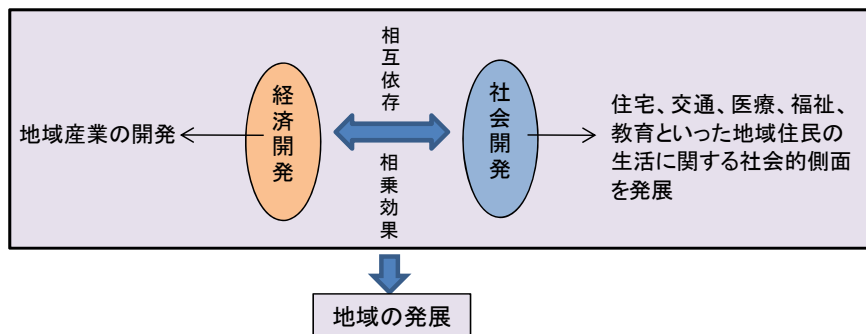 地域産業の開発
経済開発
相互依存
相乗効果
社会開発
住宅、交通、医療、福祉、
教育といった地域住民の
生活に関する社会的側面
を発展
地域の発展